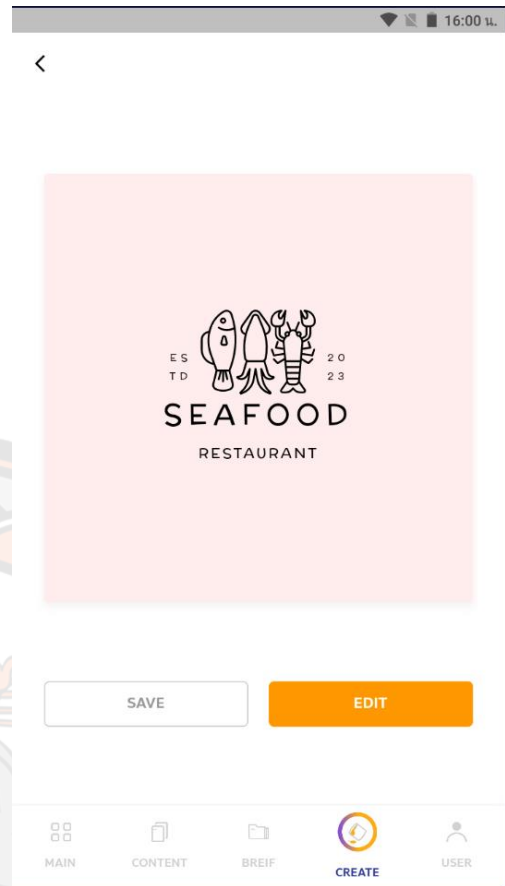 16:00 น.
ES 20
TD 23
SEAFOOD
RESTAURANT
SAVE EDIT
MAIN CONTENT BREIF CREATE USER